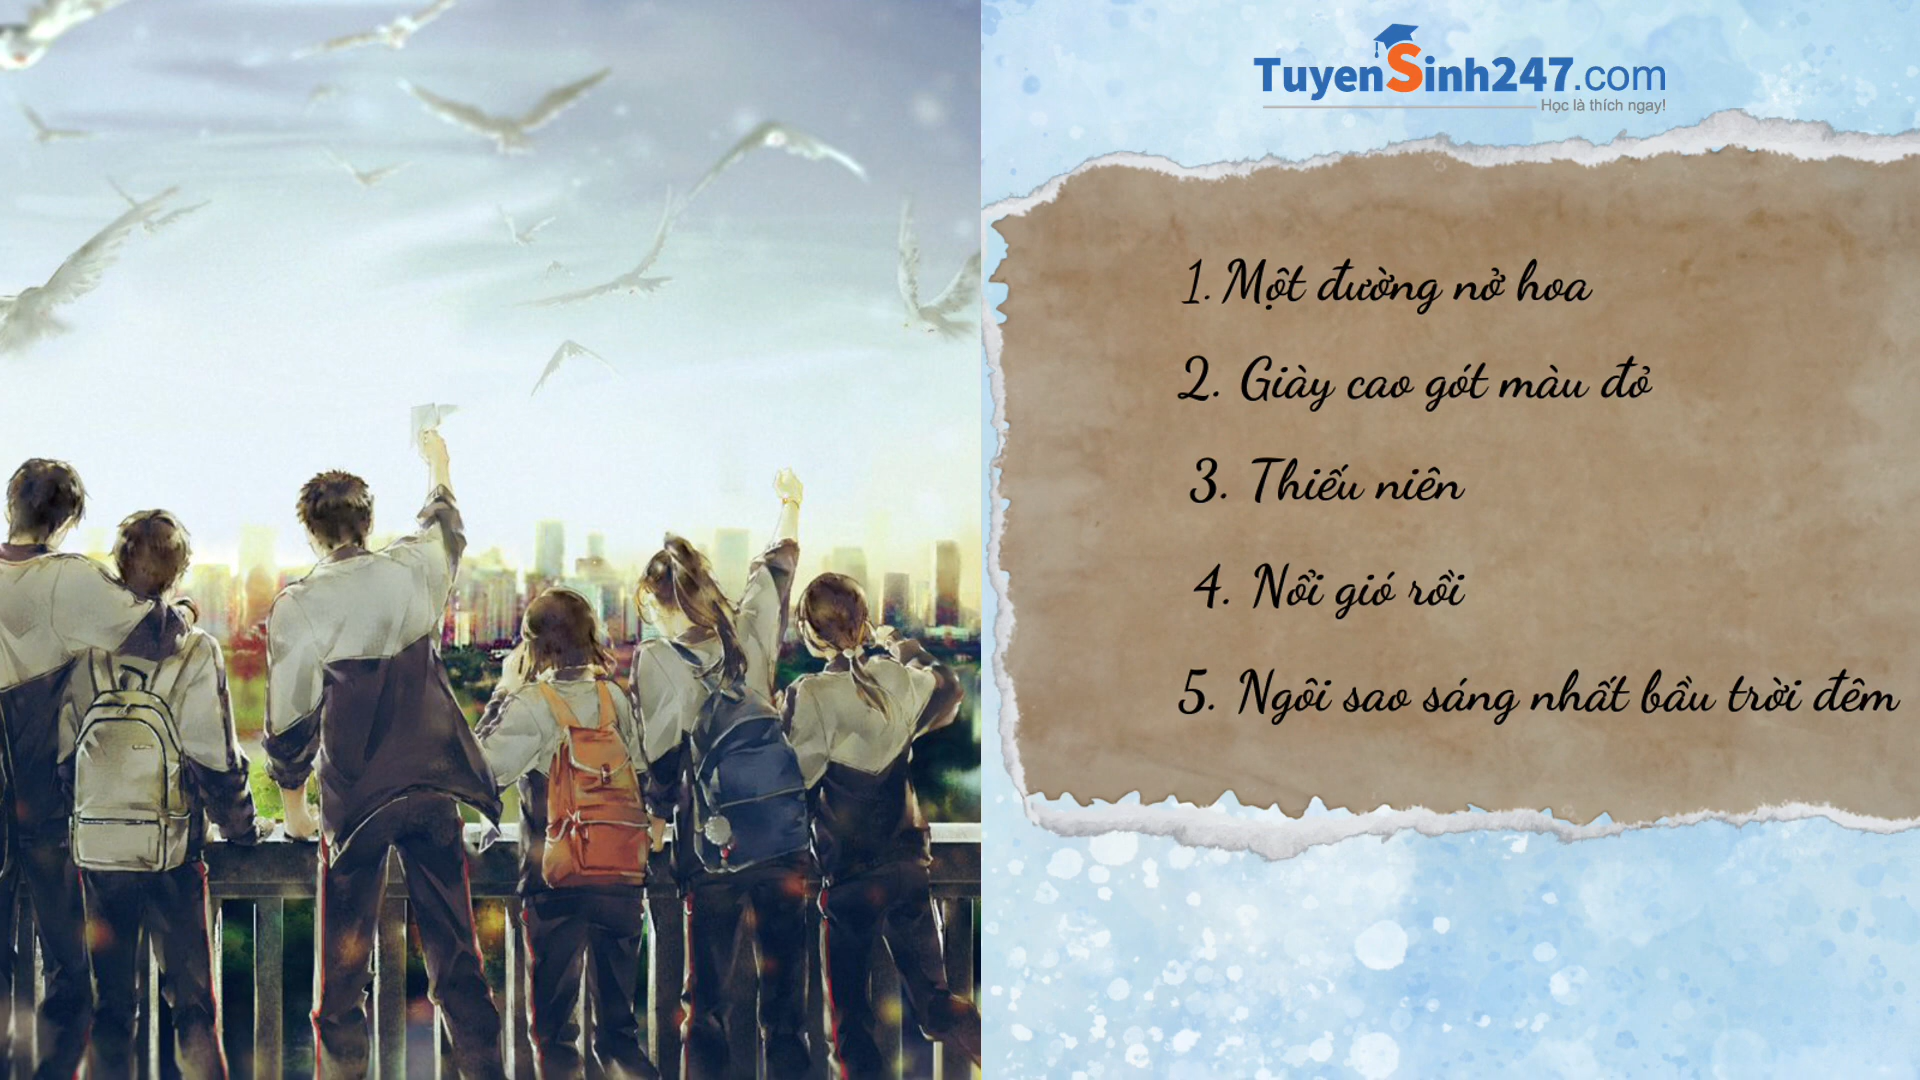 TuyenSinh247.com
Học là thích ngay!
1. Một đường nở hoa
2. Giày cao gót màu đỏ
3. Thiếu niên
4. Nổi gió rồi
5. Ngôi sao sáng nhất bầu trời đêm